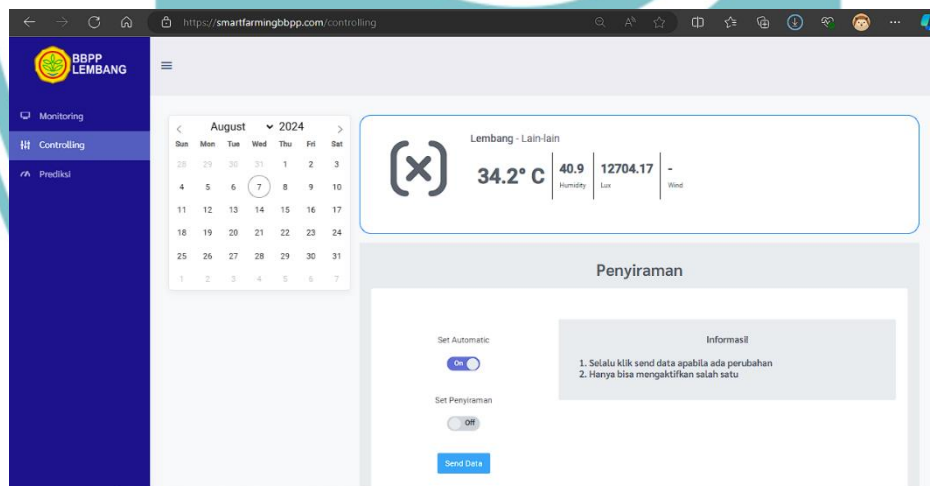 https://smartfarmingbbpp.com/controlling
BBPP
LEMBANG
Monitoring
Controlling
Prediksi
August 2024
Sun Mon Tue Wed Thu Fri Sat
28 29 30 31 1 2 3
4 5 6 7 8 9 10
11 12 13 14 15 16 17
18 19 20 21 22 23 24
25 26 27 28 29 30 31
1 2 3 4 5 6 7
Lembang - Lain-lain
34.2° C
40.9
Humidity
12704.17
Lux
-
Wind
Penyiraman
Set Automatic
On
Set Penyiraman
Off
Send Data
Informasi!
1. Selalu klik send data apabila ada perubahan
2. Hanya bisa mengaktifkan salah satu